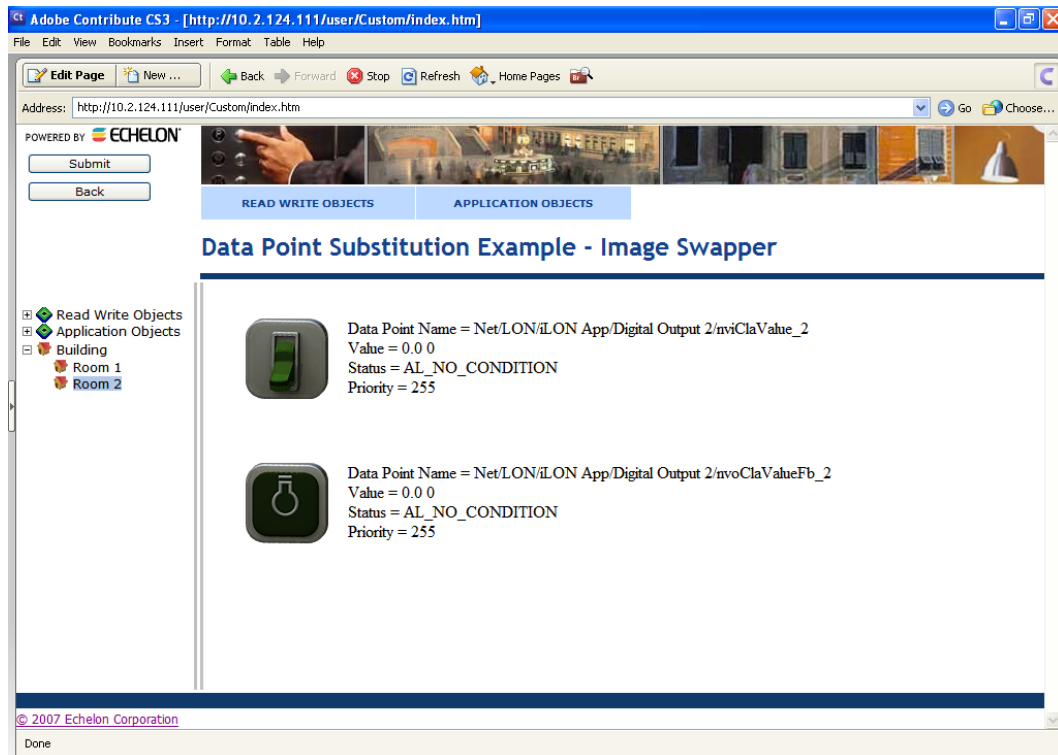 Adobe Contribute CS3 - [http://10.2.124.111/user/Custom/index.htm]
File Edit View Bookmarks Insert Format Table Help
Edit Page New ... Back Forward Stop Refresh Home Pages
Address: http://10.2.124.111/user/Custom/index.htm Go Choose...
POWERED BY ECHELON
Submit
Back
READ WRITE OBJECTS APPLICATION OBJECTS
Data Point Substitution Example - Image Swapper
Read Write Objects
Application Objects
Building
Room 1
Room 2
Data Point Name = Net/LON/iLON App/Digital Output 2/nviClaValue_2
Value = 0.0 0
Status = AL_NO_CONDITION
Priority = 255
Data Point Name = Net/LON/iLON App/Digital Output 2/nvoClaValueFb_2
Value = 0.0 0
Status = AL_NO_CONDITION
Priority = 255
© 2007 Echelon Corporation
Done